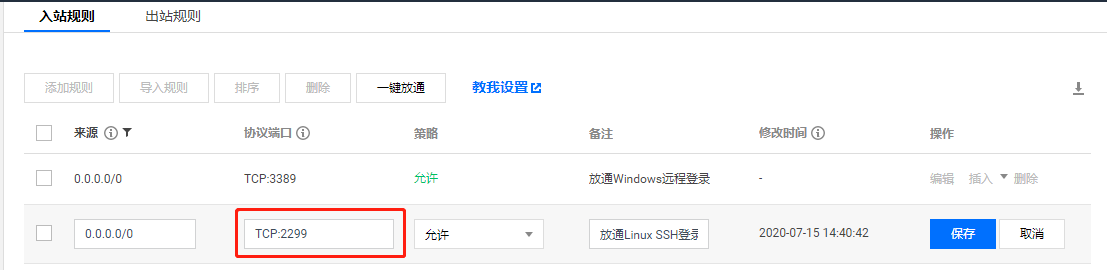 入站规则 出站规则
添加规则 导入规则 排序 删除 一键放通 教我设置
来源 协议端口 策略 备注 修改时间 操作
0.0.0.0/0 TCP:3389 允许 放通Windows远程登录 - 编辑 插入 删除
0.0.0.0/0 TCP:2299 允许 放通Linux SSH登录 2020-07-15 14:40:42 保存 取消